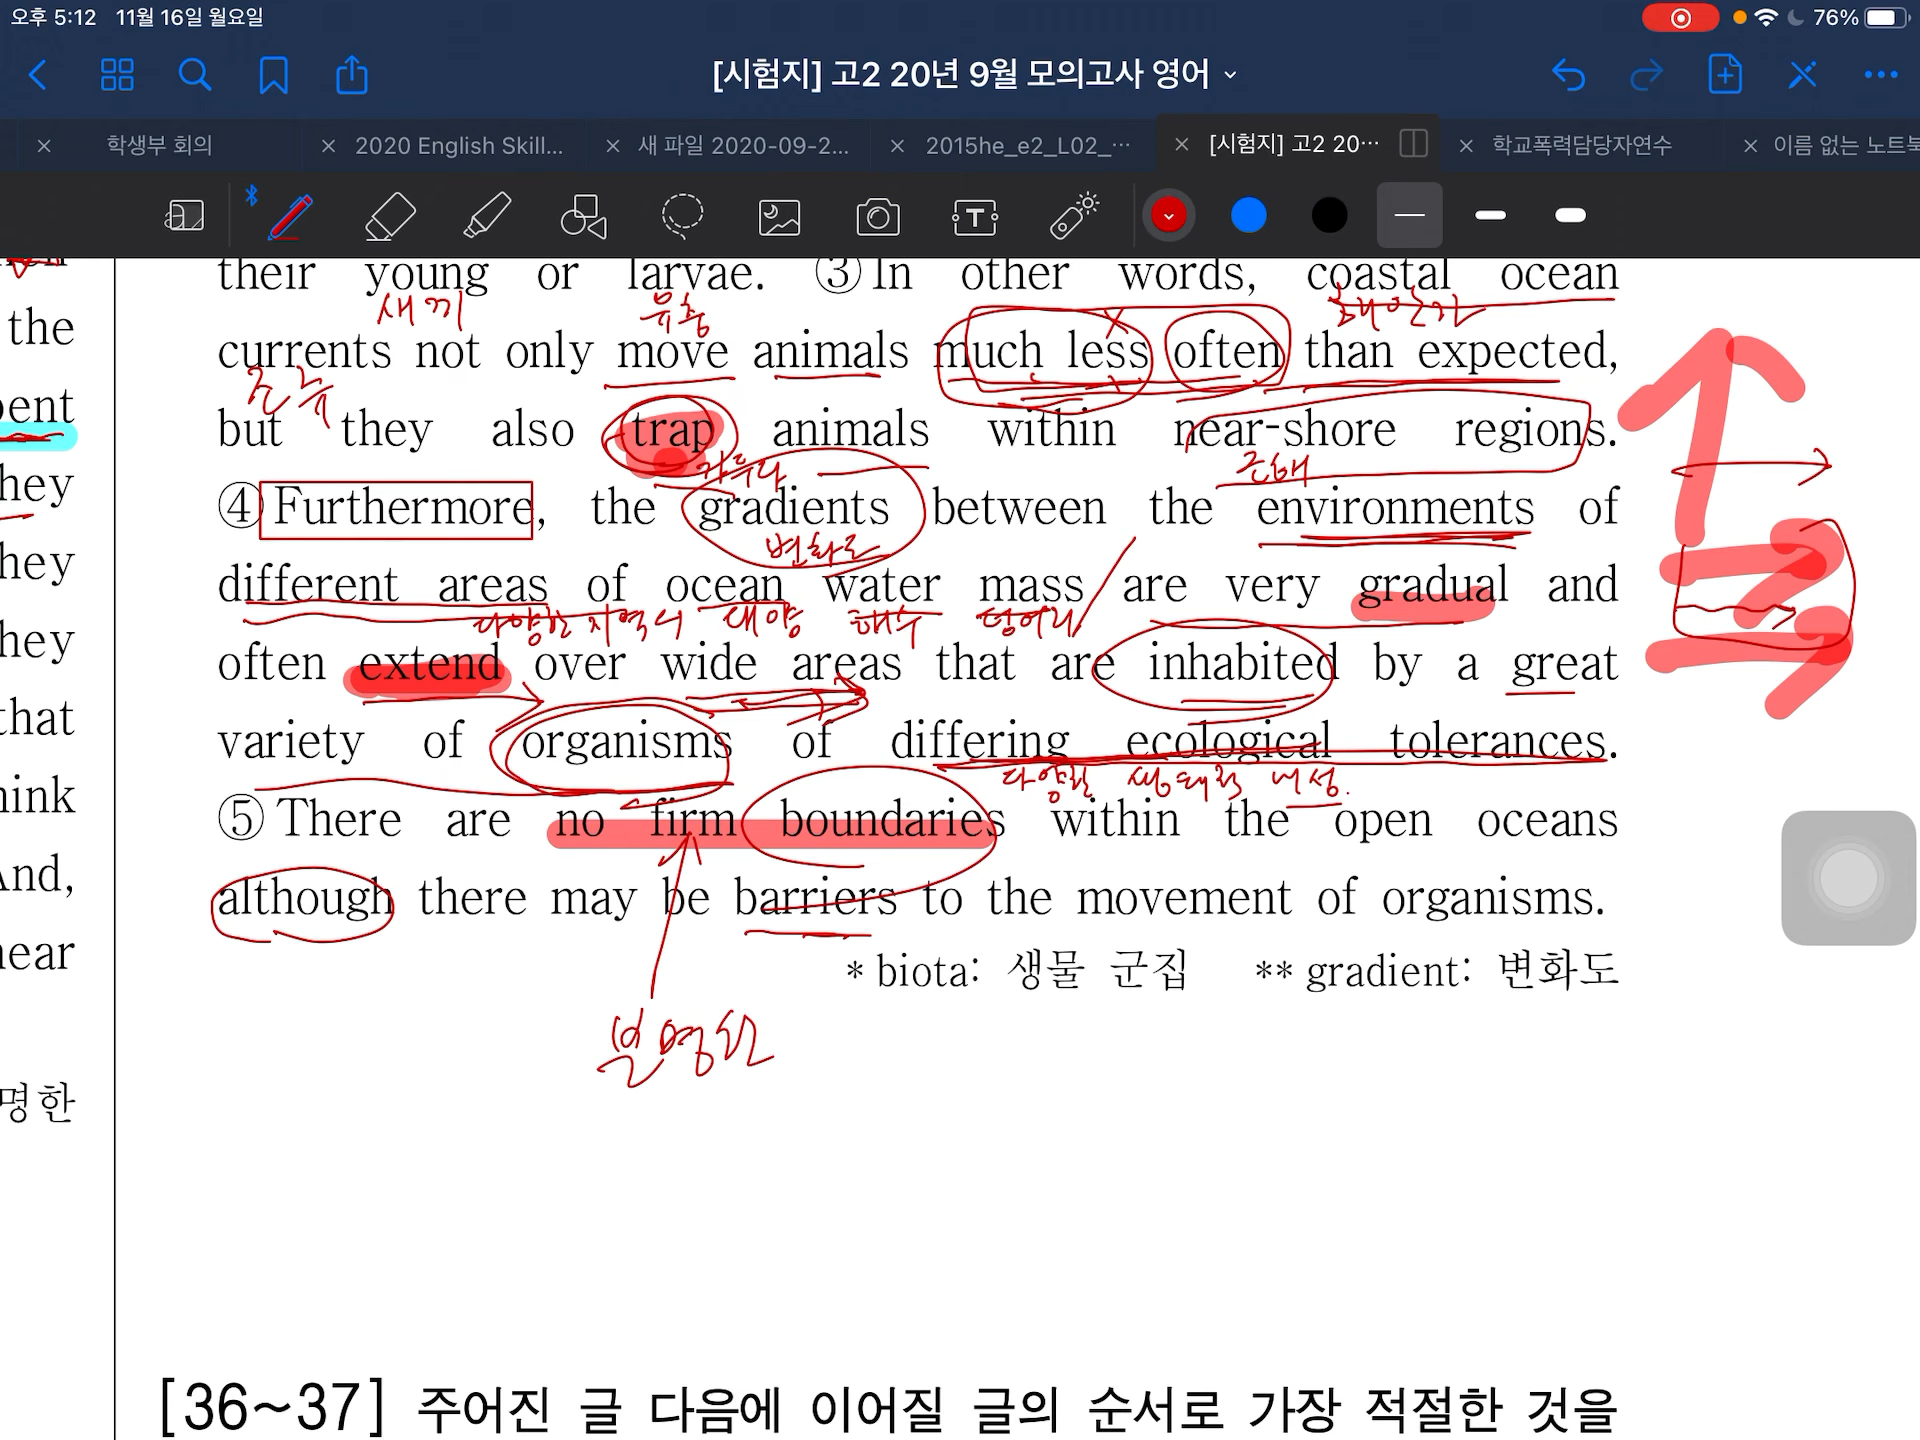 오후 5:12 11월 16일 월요일 76%
[시험지] 고2 20년 9월 모의고사 영어
학생부 회의 2020 English Skill... 새 파일 2020-09-2... 2015he_e2_L02_... [시험지] 고2 20... 学교폭력담당자연수 이름 없는 노트북
their young or larvae. ③ In other words, coastal ocean
새끼 유충 해안가
the
currents not only move animals much less often than expected,
조류
pent
but they also trap animals within near-shore regions.
가두다 근해
hey
④ Furthermore, the gradients between the environments of
변화도
hey
different areas of ocean water mass are very gradual and
다양한 지역의 대양 해수 덩어리
hey
often extend over wide areas that are inhabited by a great
that
variety of organisms of differing ecological tolerances.
다양한 생태적 내성.
hink
⑤ There are no firm boundaries within the open oceans
And,
although there may be barriers to the movement of organisms.
near
* biota: 생물 군집 ** gradient: 변화도
불명확
명한
[36~37] 주어진 글 다음에 이어질 글의 순서로 가장 적절한 것을